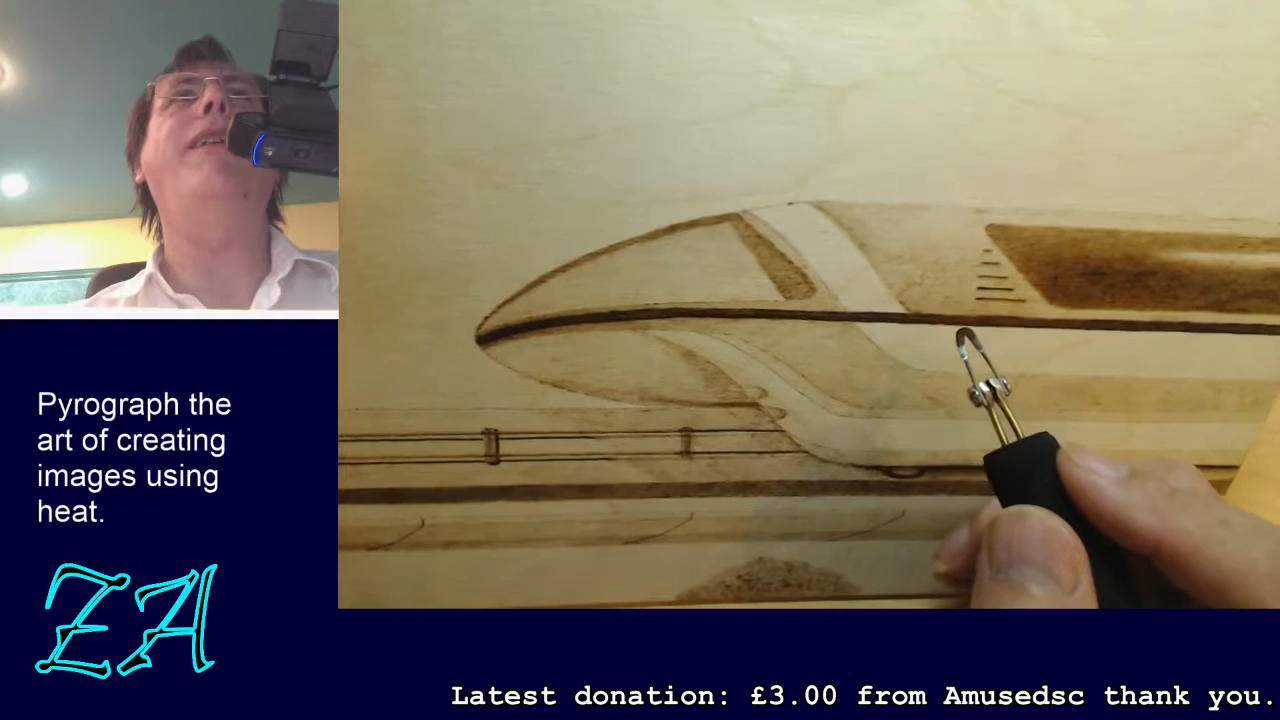 Pyrograph the
art of creating
images using
heat.
ZA
Latest donation: £3.00 from Amusedsc thank you.